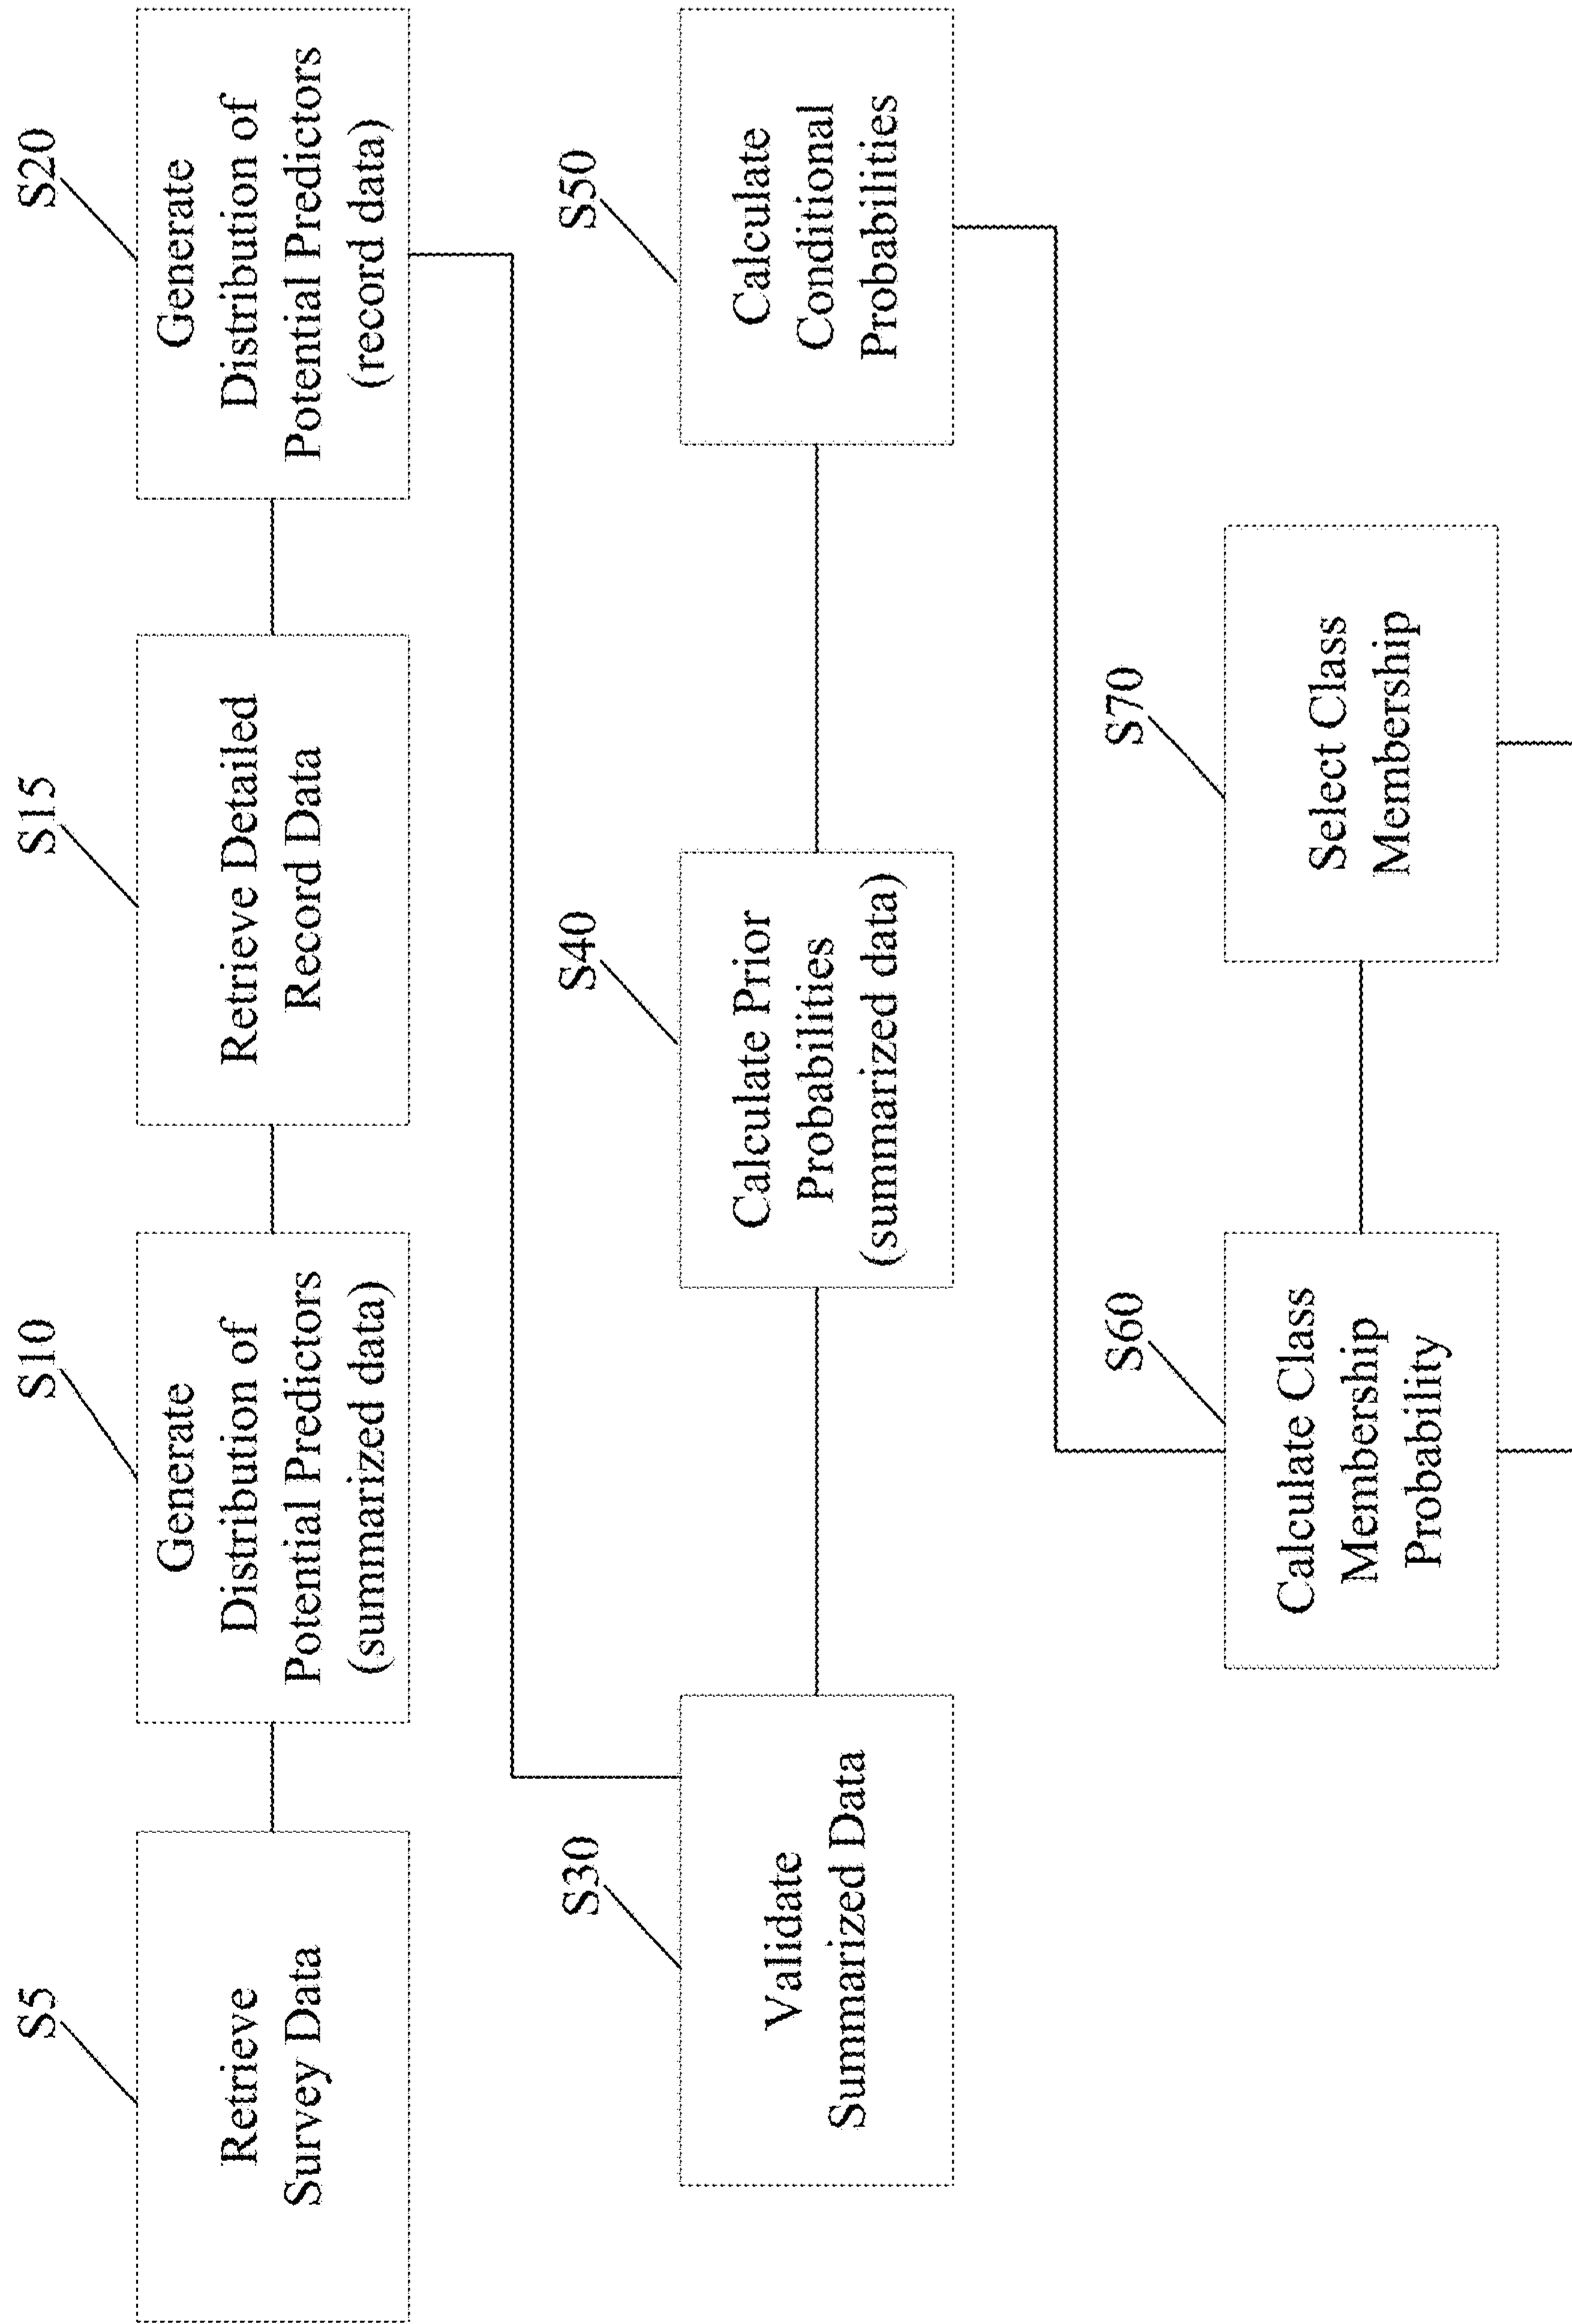 S5
Retrieve
Survey Data
S10
Generate
Distribution of
Potential Predictors
(summarized data)
S15
Retrieve Detailed
Record Data
S20
Generate
Distribution of
Potential Predictors
(record data)
S30
Validate
Summarized Data
S40
Calculate Prior
Probabilities
(summarized data)
S50
Calculate
Conditional
Probabilities
S60
Calculate Class
Membership
Probability
S70
Select Class
Membership